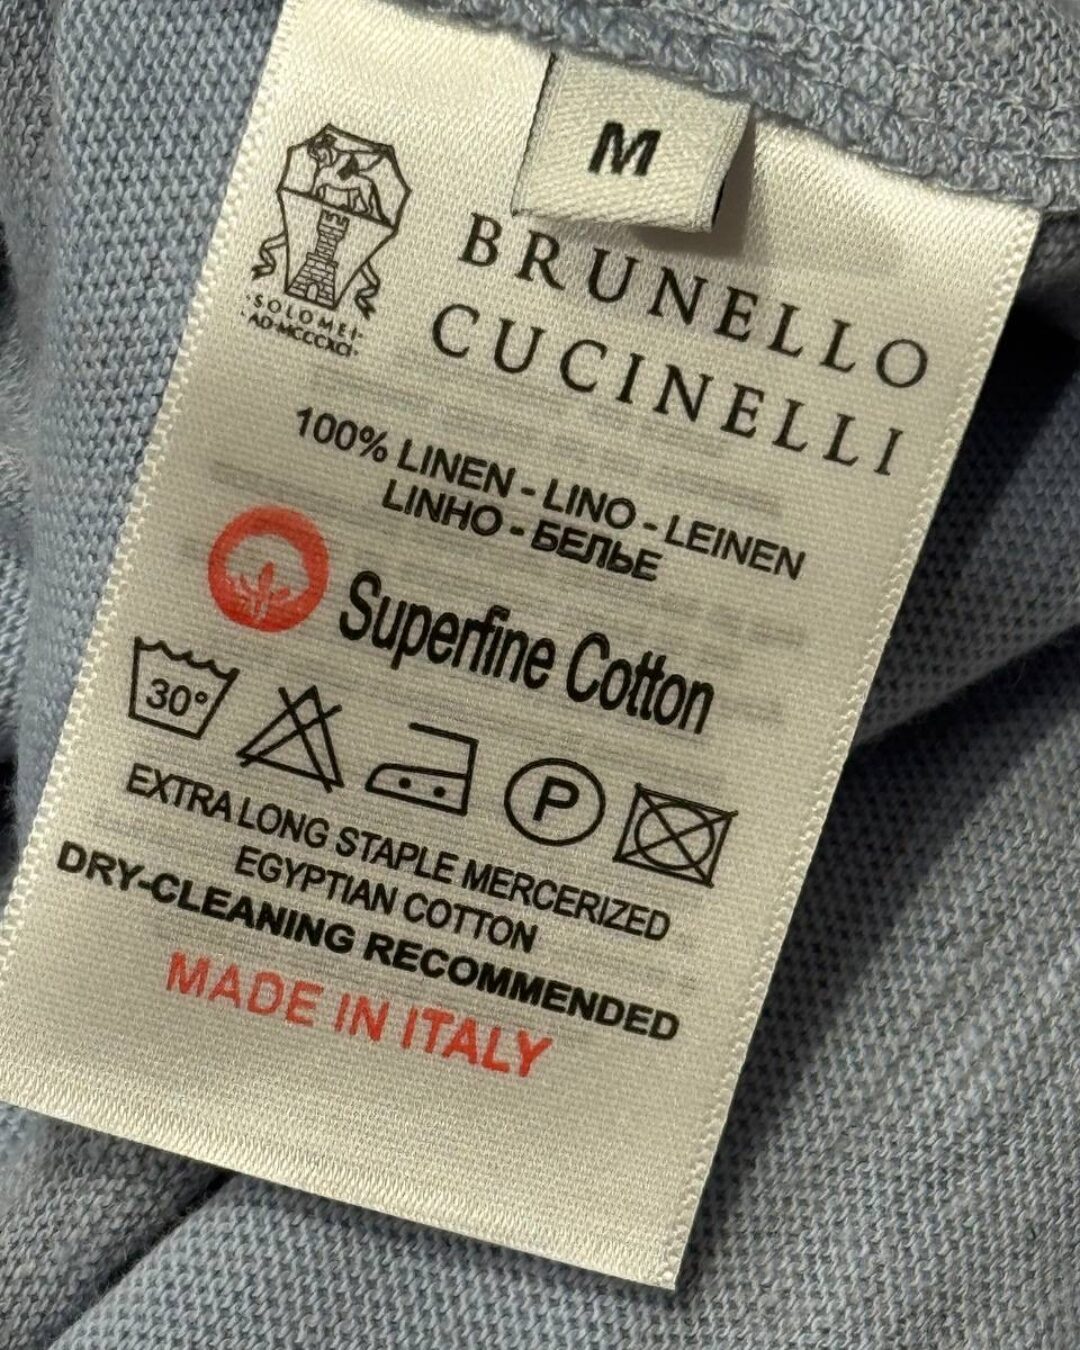 M
BRUNELLO
CUCINELLI
·SOLOMEI·
·AD·MCCCXCI·
100% LINEN - LINO - LEINEN
LINHO - БЕЛЬЕ
Superfine Cotton
30°
P
EXTRA LONG STAPLE MERCERIZED
EGYPTIAN COTTON
DRY-CLEANING RECOMMENDED
MADE IN ITALY